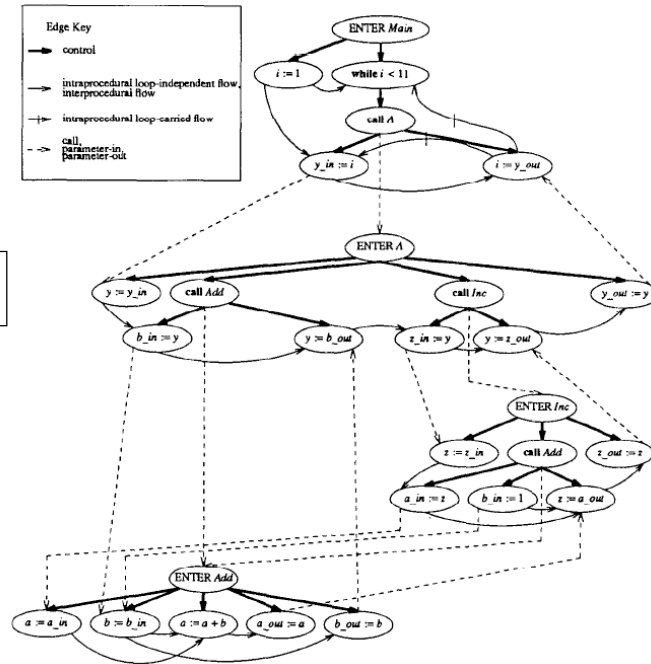 Edge Key
control
intraprocedural loop-independent flow,
interprocedural flow
intraprocedural loop-carried flow
call,
parameter-in,
parameter-out
ENTER Main
i := 1
while i < 11
call A
y_in := i
i := y_out
ENTER A
y := y_in
call Add
call Inc
y_out := y
b_in := y
y := b_out
z_in := y
y := z_out
ENTER Inc
z := z_in
call Add
z_out := z
a_in := z
b_in := 1
z := a_out
ENTER Add
a := a_in
b := b_in
a := a + b
a_out := a
b_out := b